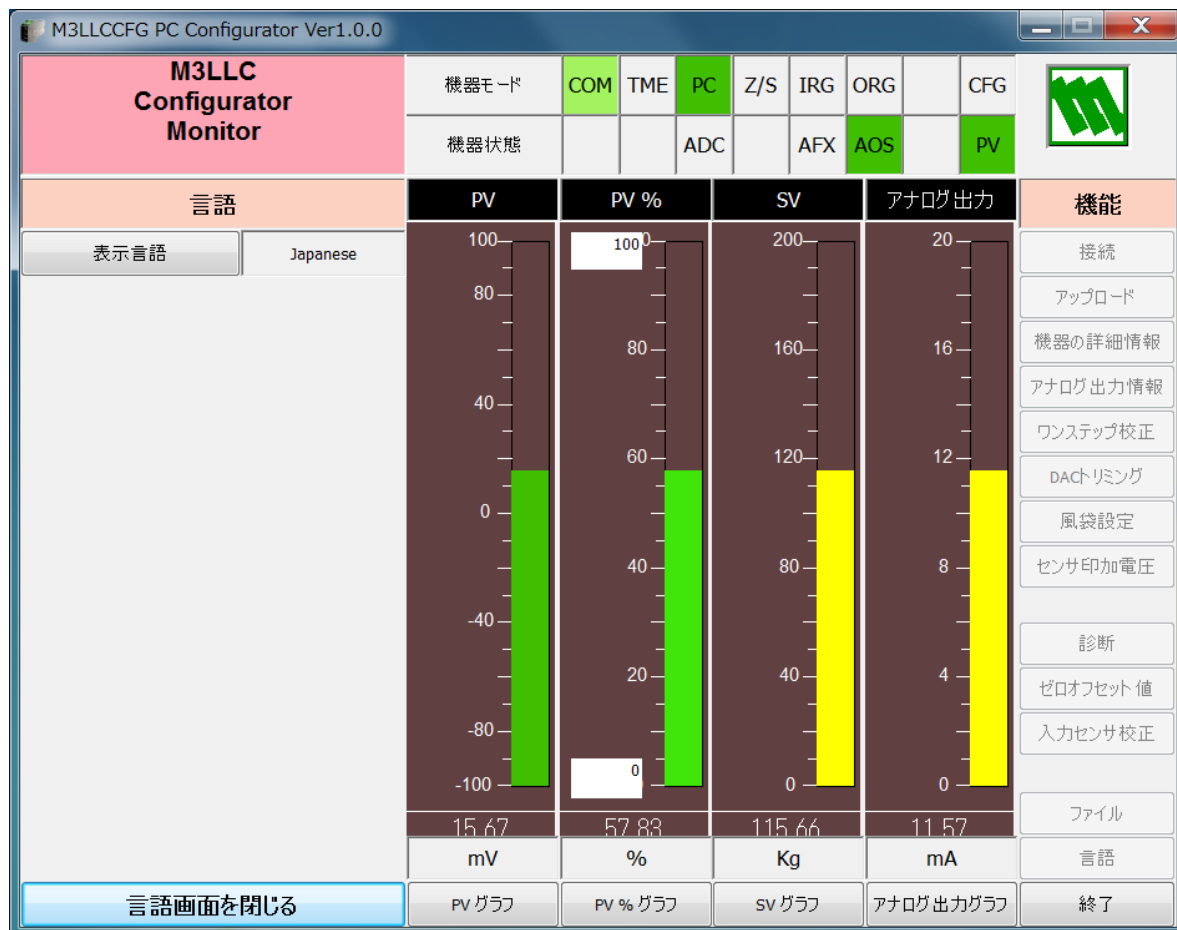 M3LLCCFG PC Configurator Ver1.0.0
M3LLC
Configurator
Monitor
機器モード
COM
TME
PC
Z/S
IRG
ORG
CFG
機器状態
ADC
AFX
AOS
PV
言語
表示言語
Japanese
言語画面を閉じる
PV
100
80
40
0
-40
-80
-100
15.67
mV
PV グラフ
PV %
100
0
80
60
40
20
0
57.83
%
PV % グラフ
SV
200
160
120
80
40
0
115.66
Kg
SV グラフ
アナログ出力
20
16
12
8
4
0
11.57
mA
アナログ出力グラフ
機能
接続
アップロード
機器の詳細情報
アナログ出力情報
ワンステップ校正
DACトリミング
風袋設定
センサ印加電圧
診断
ゼロオフセット値
入力センサ校正
ファイル
言語
終了